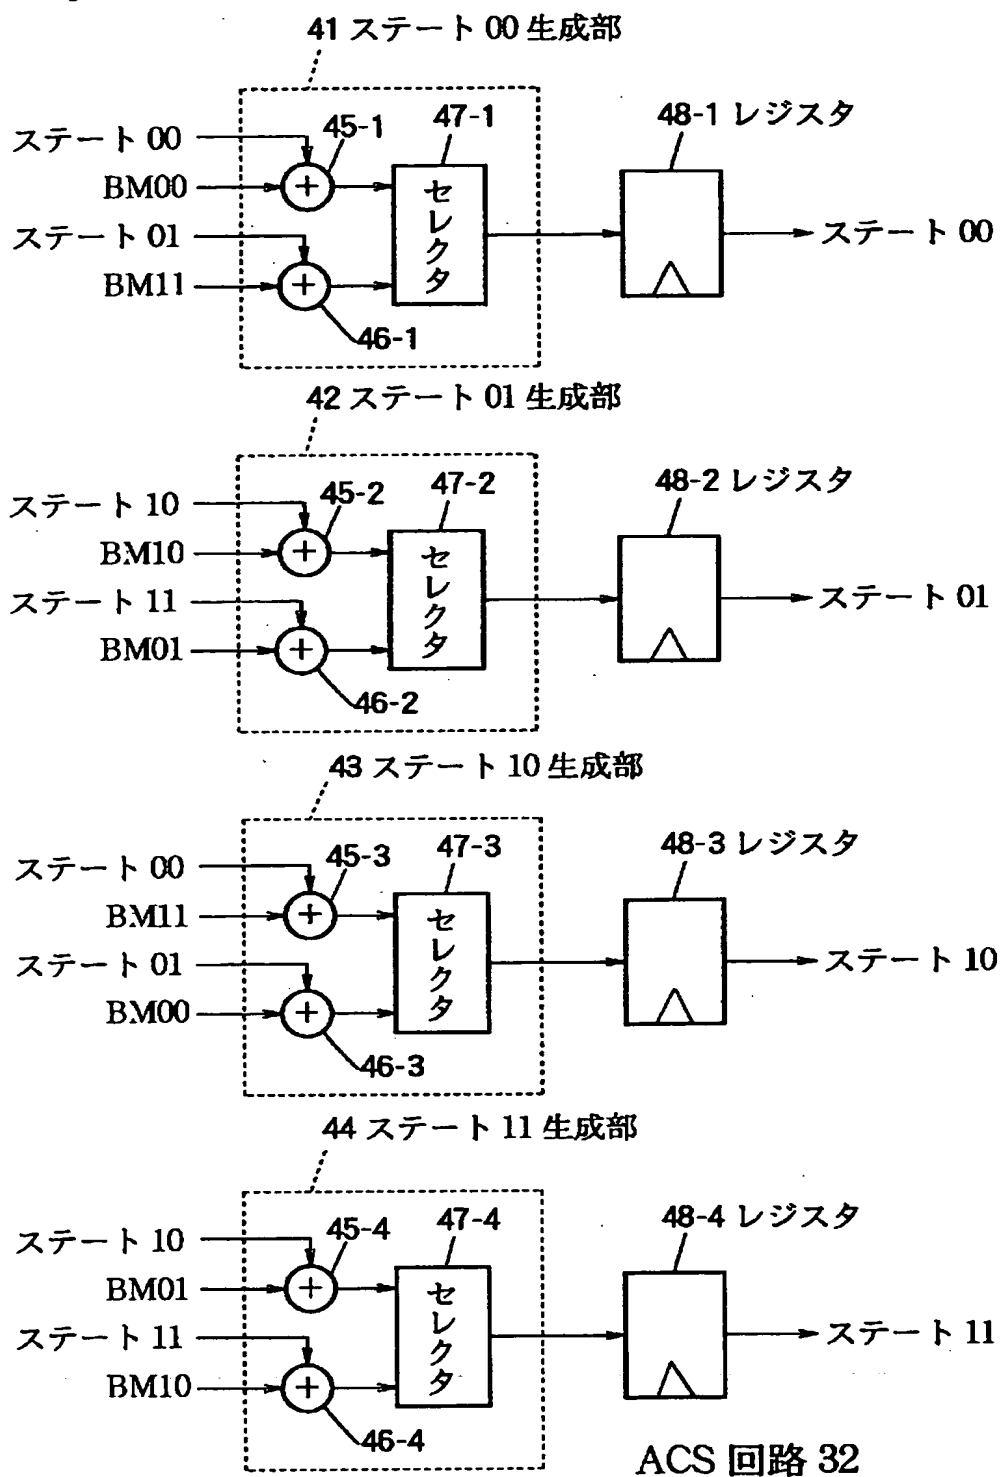 41 ステート 00 生成部
45-1
47-1
48-1 レジスタ
ステート 00
BM00
ステート 01
BM11
セレクタ
46-1
ステート 00
42 ステート 01 生成部
45-2
47-2
48-2 レジスタ
ステート 10
BM10
ステート 11
BM01
セレクタ
46-2
ステート 01
43 ステート 10 生成部
45-3
47-3
48-3 レジスタ
ステート 00
BM11
ステート 01
BM00
セレクタ
46-3
ステート 10
44 ステート 11 生成部
45-4
47-4
48-4 レジスタ
ステート 10
BM01
ステート 11
BM10
セレクタ
46-4
ステート 11
ACS 回路 32